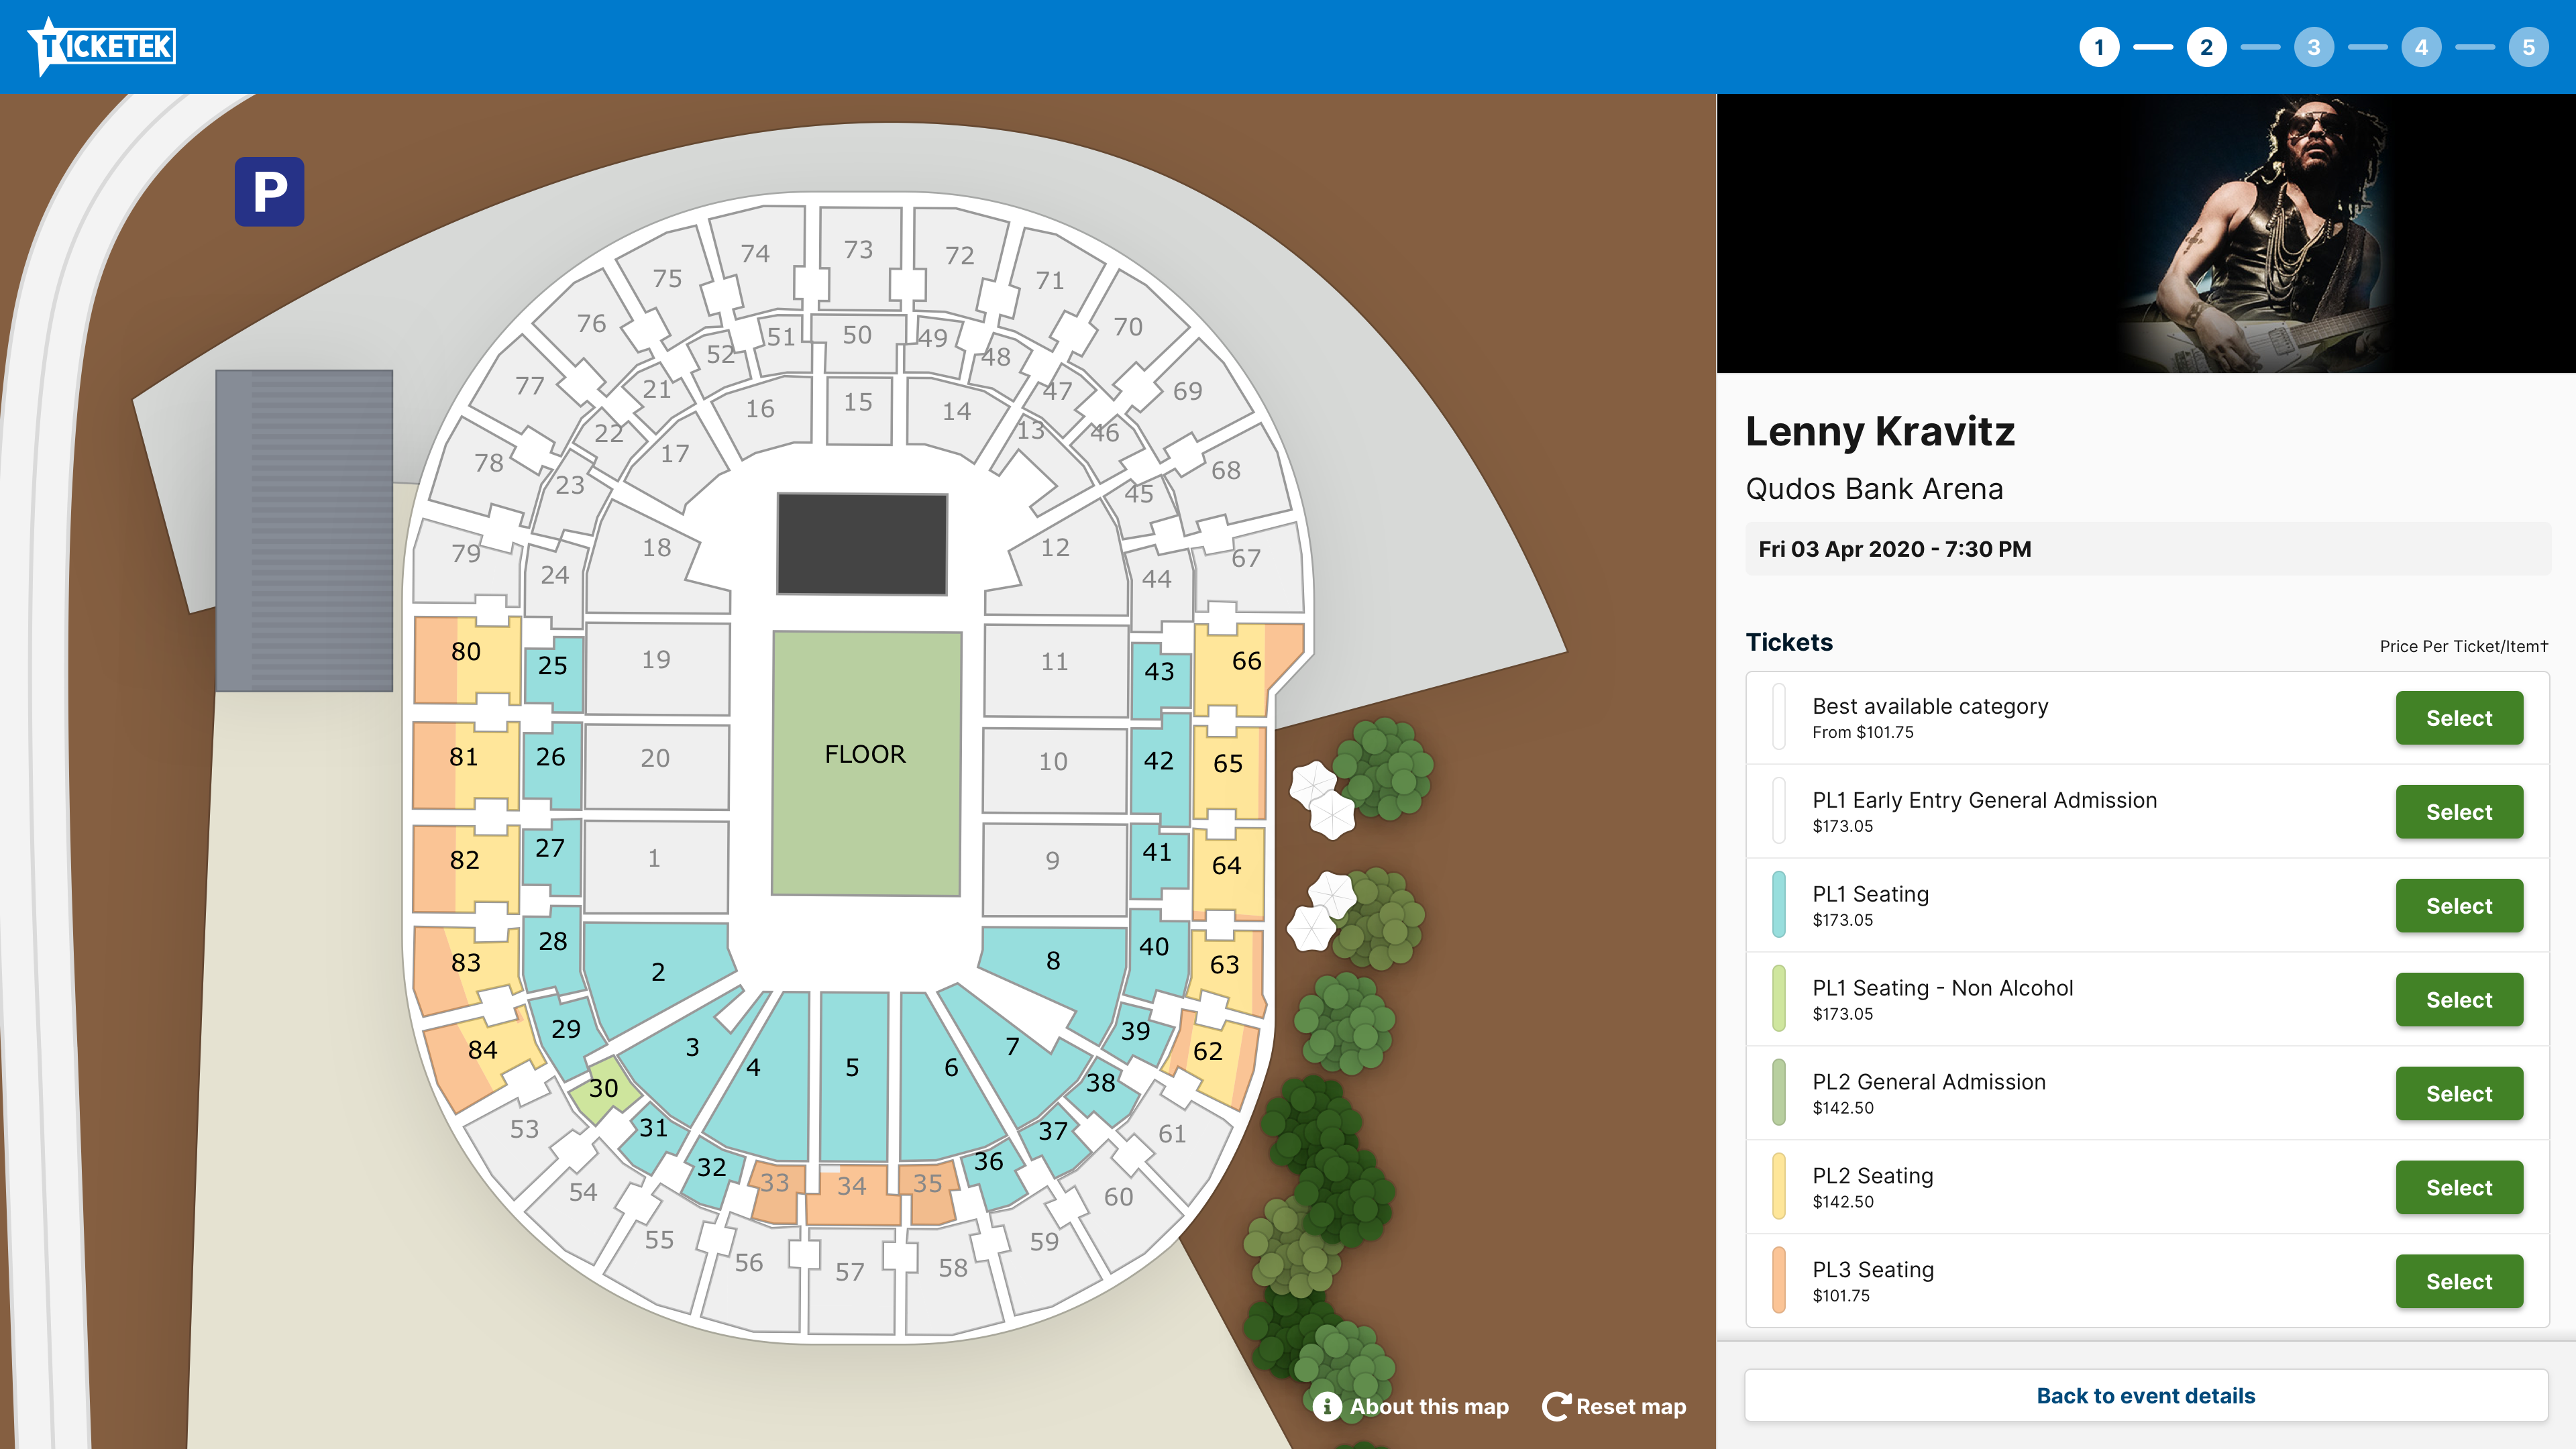 TICKETEK
1 2 3 4 5
P
74 73 72
75 71
76 70
51 50 49
52 48
77 21 47 69
16 15 14
22 13 46
17
78 23 45 68
79 18 12 67
24 44
80 25 19 11 43 66
81 26 20 FLOOR 10 42 65
82 27 1 9 41 64
83 28 2 8 40 63
84 29 3 4 5 6 7 39 62
30 38
53 31 37 61
32 33 34 35 36
54 60
55 56 57 58 59
About this map
Reset map
Lenny Kravitz
Qudos Bank Arena
Fri 03 Apr 2020 - 7:30 PM
Tickets
Price Per Ticket/Item†
Best available category
From $101.75
Select
PL1 Early Entry General Admission
$173.05
Select
PL1 Seating
$173.05
Select
PL1 Seating - Non Alcohol
$173.05
Select
PL2 General Admission
$142.50
Select
PL2 Seating
$142.50
Select
PL3 Seating
$101.75
Select
Back to event details